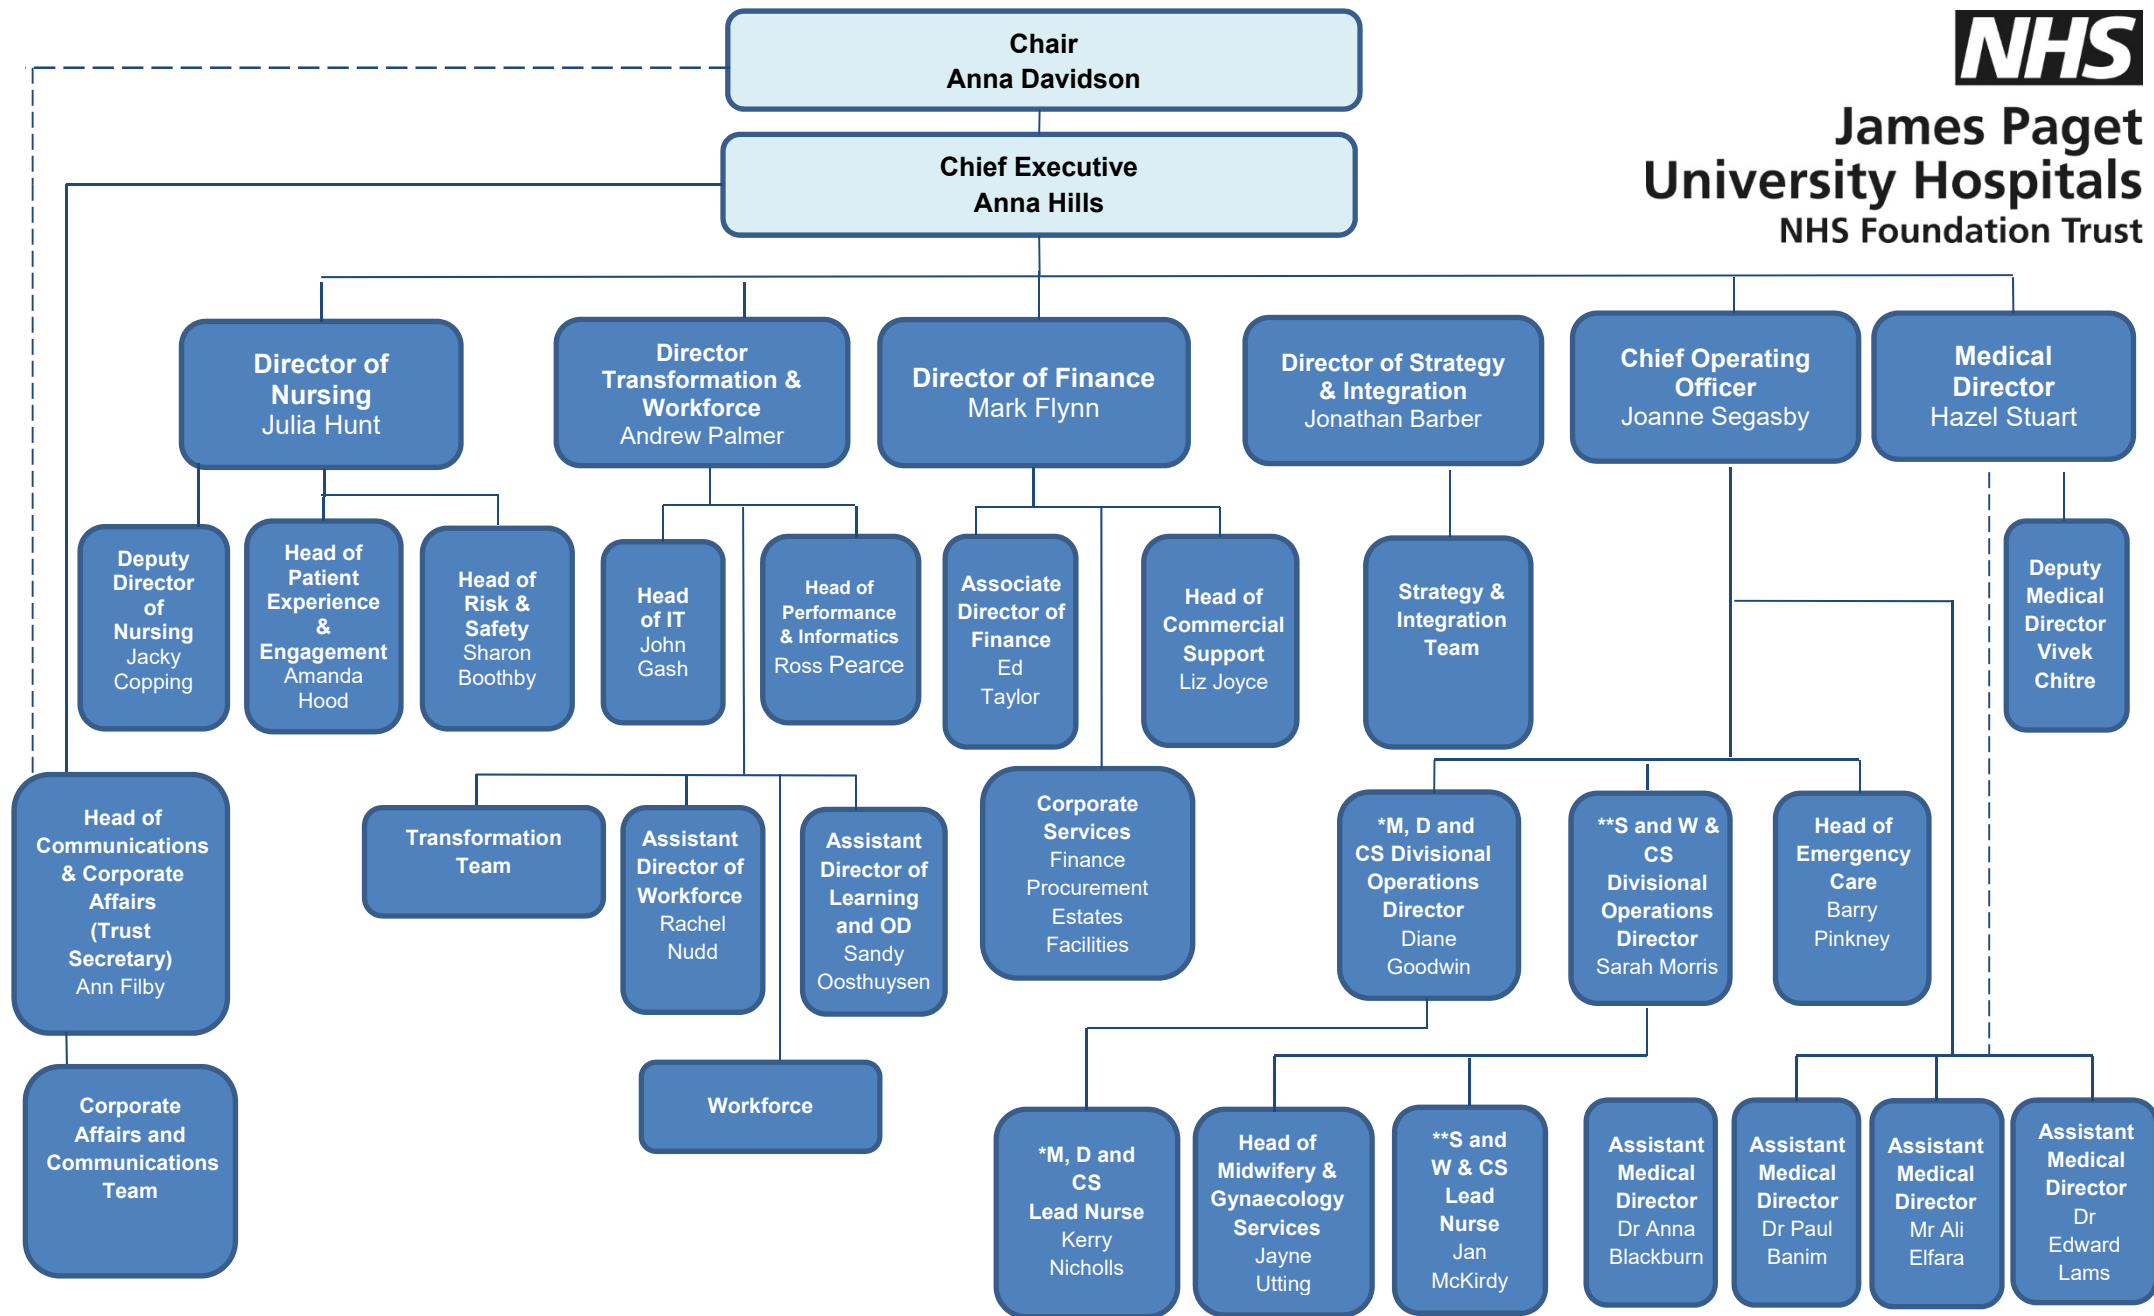 Chair
Anna Davidson
NHS
James Paget
University Hospitals
NHS Foundation Trust
Chief Executive
Anna Hills
Director of
Nursing
Julia Hunt
Director
Transformation &
Workforce
Andrew Palmer
Director of Finance
Mark Flynn
Director of Strategy
& Integration
Jonathan Barber
Chief Operating
Officer
Joanne Segasby
Medical
Director
Hazel Stuart
Deputy
Director
of
Nursing
Jacky
Copping
Head of
Patient
Experience
&
Engagement
Amanda
Hood
Head of
Risk &
Safety
Sharon
Boothby
Head
of IT
John
Gash
Head of
Performance
& Informatics
Ross Pearce
Associate
Director of
Finance
Ed
Taylor
Head of
Commercial
Support
Liz Joyce
Strategy &
Integration
Team
Deputy
Medical
Director
Vivek
Chitre
Head of
Communications
& Corporate
Affairs
(Trust
Secretary)
Ann Filby
Transformation
Team
Assistant
Director of
Workforce
Rachel
Nudd
Assistant
Director of
Learning
and OD
Sandy
Oosthuysen
Corporate
Services
Finance
Procurement
Estates
Facilities
*M, D and
CS Divisional
Operations
Director
Diane
Goodwin
**S and W &
CS
Divisional
Operations
Director
Sarah Morris
Head of
Emergency
Care
Barry
Pinkney
Corporate
Affairs and
Communications
Team
Workforce
*M, D and
CS
Lead Nurse
Kerry
Nicholls
Head of
Midwifery &
Gynaecology
Services
Jayne
Utting
**S and
W & CS
Lead
Nurse
Jan
McKirdy
Assistant
Medical
Director
Dr Anna
Blackburn
Assistant
Medical
Director
Dr Paul
Banim
Assistant
Medical
Director
Mr Ali
Elfara
Assistant
Medical
Director
Dr
Edward
Lams